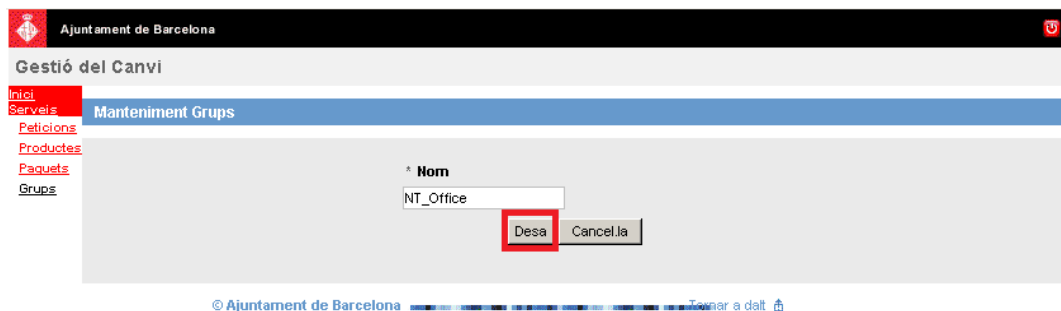 Ajuntament de Barcelona
Gestió del Canvi
Inici
Serveis
Peticions
Productes
Paquets
Grups
Manteniment Grups
* Nom
NT_Office
Desa Cancel.la
© Ajuntament de Barcelona Tornar a dalt